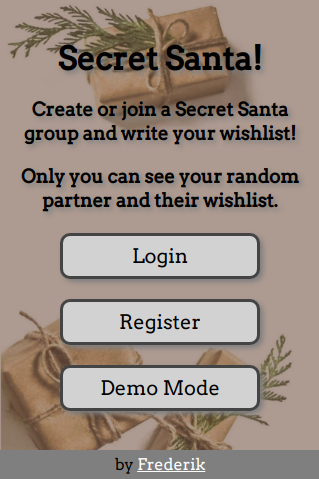 Secret Santa!
Create or join a Secret Santa
group and write your wishlist!
Only you can see your random
partner and their wishlist.
Login
Register
Demo Mode
by Frederik